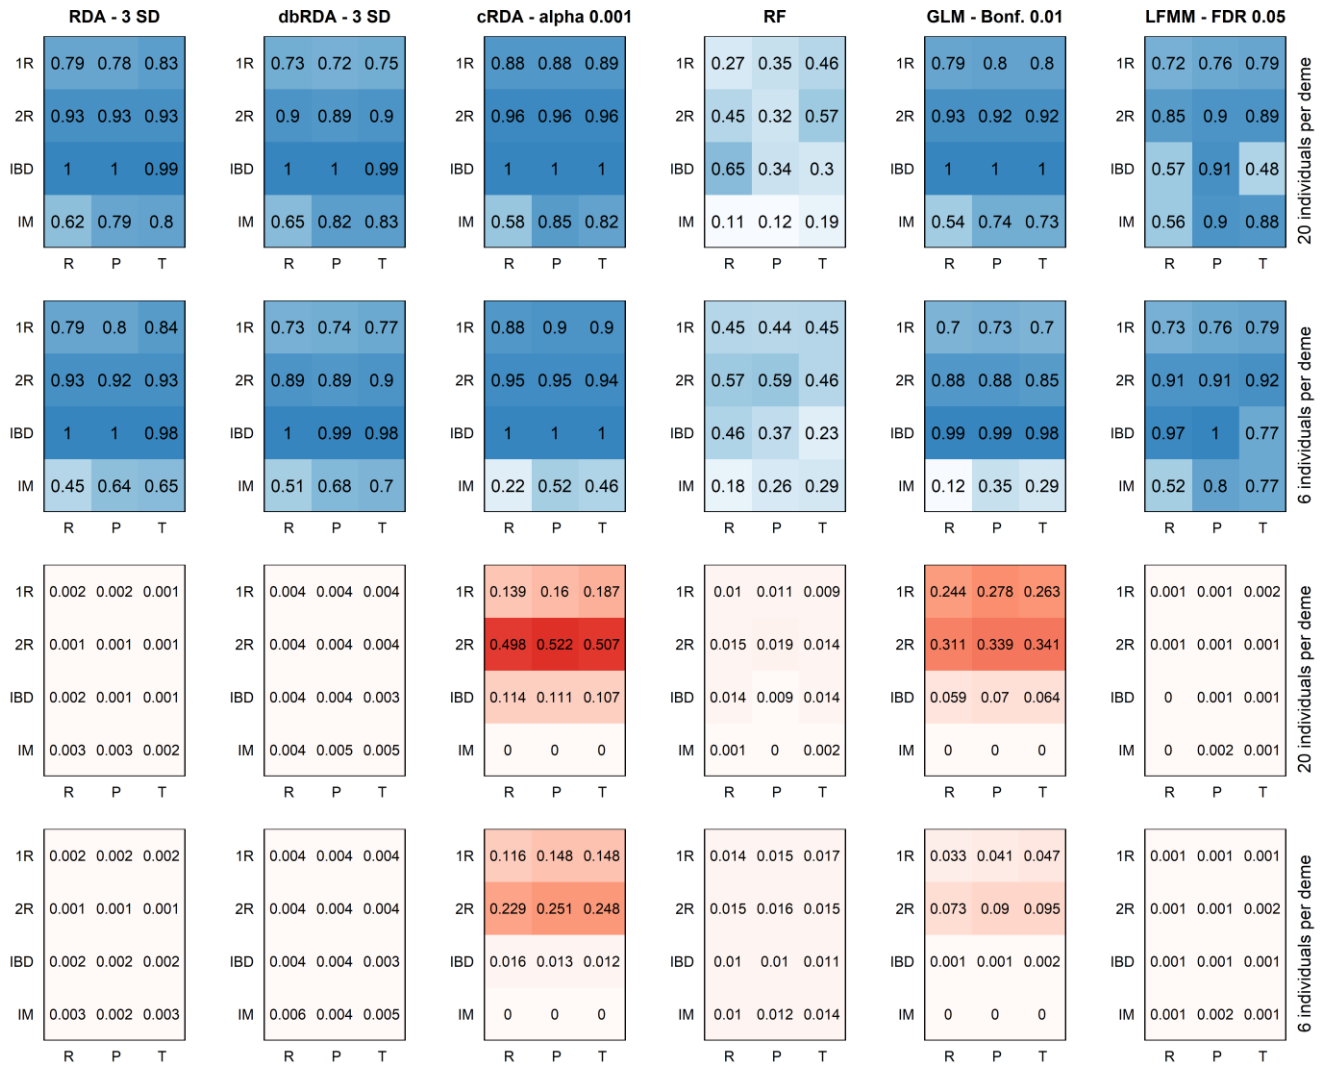 RDA - 3 SD dbRDA - 3 SD cRDA - alpha 0.001 RF GLM - Bonf. 0.01 LFMM - FDR 0.05
1R 0.79 0.78 0.83 1R 0.73 0.72 0.75 1R 0.88 0.88 0.89 1R 0.27 0.35 0.46 1R 0.79 0.8 0.8 1R 0.72 0.76 0.79
2R 0.93 0.93 0.93 2R 0.9 0.89 0.9 2R 0.96 0.96 0.96 2R 0.45 0.32 0.57 2R 0.93 0.92 0.92 2R 0.85 0.9 0.89
IBD 1 1 0.99 IBD 1 1 0.99 IBD 1 1 1 IBD 0.65 0.34 0.3 IBD 1 1 1 IBD 0.57 0.91 0.48
IM 0.62 0.79 0.8 IM 0.65 0.82 0.83 IM 0.58 0.85 0.82 IM 0.11 0.12 0.19 IM 0.54 0.74 0.73 IM 0.56 0.9 0.88
R P T R P T R P T R P T R P T R P T
20 individuals per deme
1R 0.79 0.8 0.84 1R 0.73 0.74 0.77 1R 0.88 0.9 0.9 1R 0.45 0.44 0.45 1R 0.7 0.73 0.7 1R 0.73 0.76 0.79
2R 0.93 0.92 0.93 2R 0.89 0.89 0.9 2R 0.95 0.95 0.94 2R 0.57 0.59 0.46 2R 0.88 0.88 0.85 2R 0.91 0.91 0.92
IBD 1 1 0.98 IBD 1 0.99 0.98 IBD 1 1 1 IBD 0.46 0.37 0.23 IBD 0.99 0.99 0.98 IBD 0.97 1 0.77
IM 0.45 0.64 0.65 IM 0.51 0.68 0.7 IM 0.22 0.52 0.46 IM 0.18 0.26 0.29 IM 0.12 0.35 0.29 IM 0.52 0.8 0.77
R P T R P T R P T R P T R P T R P T
6 individuals per deme
1R 0.002 0.002 0.001 1R 0.004 0.004 0.004 1R 0.139 0.16 0.187 1R 0.01 0.011 0.009 1R 0.244 0.278 0.263 1R 0.001 0.001 0.002
2R 0.001 0.001 0.001 2R 0.004 0.004 0.004 2R 0.498 0.522 0.507 2R 0.015 0.019 0.014 2R 0.311 0.339 0.341 2R 0.001 0.001 0.001
IBD 0.002 0.001 0.001 IBD 0.004 0.004 0.003 IBD 0.114 0.111 0.107 IBD 0.014 0.009 0.014 IBD 0.059 0.07 0.064 IBD 0 0.001 0.001
IM 0.003 0.003 0.002 IM 0.004 0.005 0.005 IM 0 0 0 IM 0.001 0 0.002 IM 0 0 0 IM 0 0.002 0.001
R P T R P T R P T R P T R P T R P T
20 individuals per deme
1R 0.002 0.002 0.002 1R 0.004 0.004 0.004 1R 0.116 0.148 0.148 1R 0.014 0.015 0.017 1R 0.033 0.041 0.047 1R 0.001 0.001 0.001
2R 0.001 0.001 0.001 2R 0.004 0.004 0.004 2R 0.229 0.251 0.248 2R 0.015 0.016 0.015 2R 0.073 0.09 0.095 2R 0.001 0.001 0.002
IBD 0.002 0.002 0.002 IBD 0.004 0.004 0.003 IBD 0.016 0.013 0.012 IBD 0.01 0.01 0.011 IBD 0.001 0.001 0.002 IBD 0.001 0.001 0.001
IM 0.003 0.002 0.003 IM 0.006 0.004 0.005 IM 0 0 0 IM 0.01 0.012 0.014 IM 0 0 0 IM 0.001 0.002 0.001
R P T R P T R P T R P T R P T R P T
6 individuals per deme